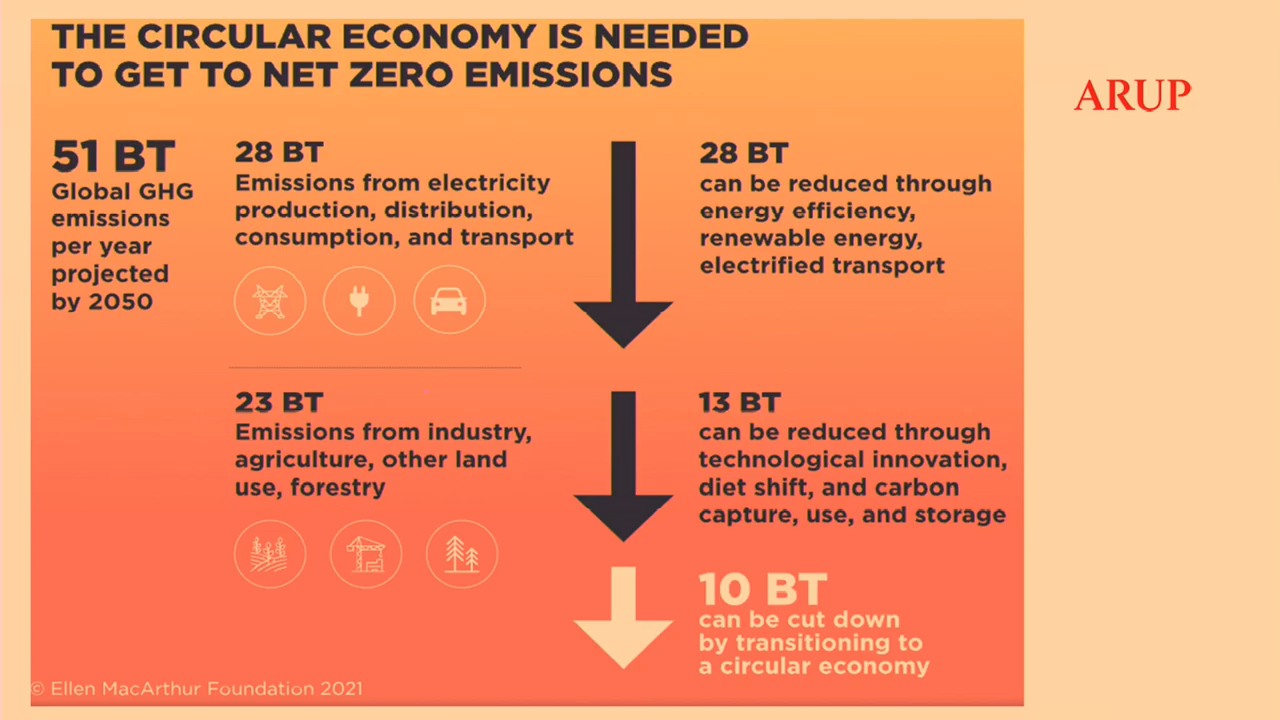 THE CIRCULAR ECONOMY IS NEEDED
TO GET TO NET ZERO EMISSIONS
ARUP
51 BT
Global GHG
emissions
per year
projected
by 2050
28 BT
Emissions from electricity
production, distribution,
consumption, and transport
28 BT
can be reduced through
energy efficiency,
renewable energy,
electrified transport
23 BT
Emissions from industry,
agriculture, other land
use, forestry
13 BT
can be reduced through
technological innovation,
diet shift, and carbon
capture, use, and storage
10 BT
can be cut down
by transitioning to
a circular economy
© Ellen MacArthur Foundation 2021